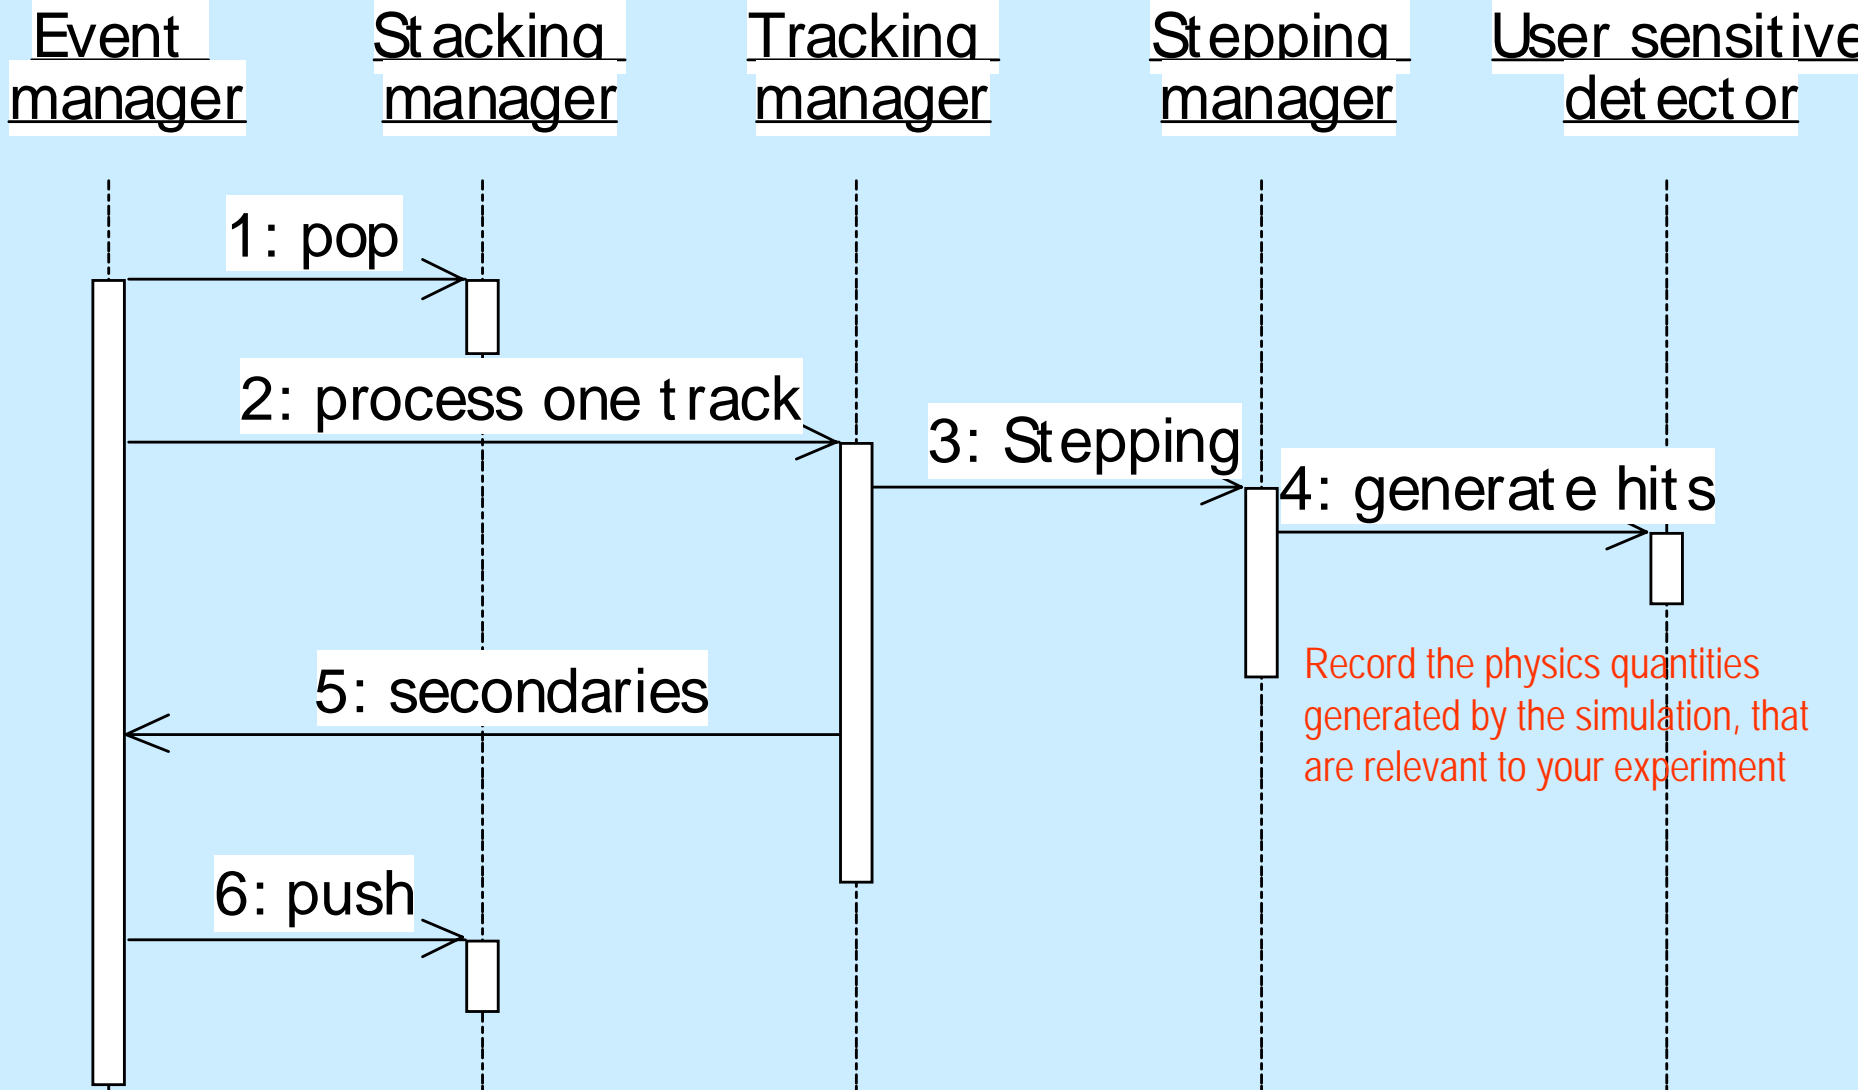 Event
manager
Stacking
manager
Tracking
manager
Stepping
manager
User sensitive
detector
1: pop
2: process one track
3: Stepping
4: generate hits
Record the physics quantities
generated by the simulation, that
are relevant to your experiment
5: secondaries
6: push